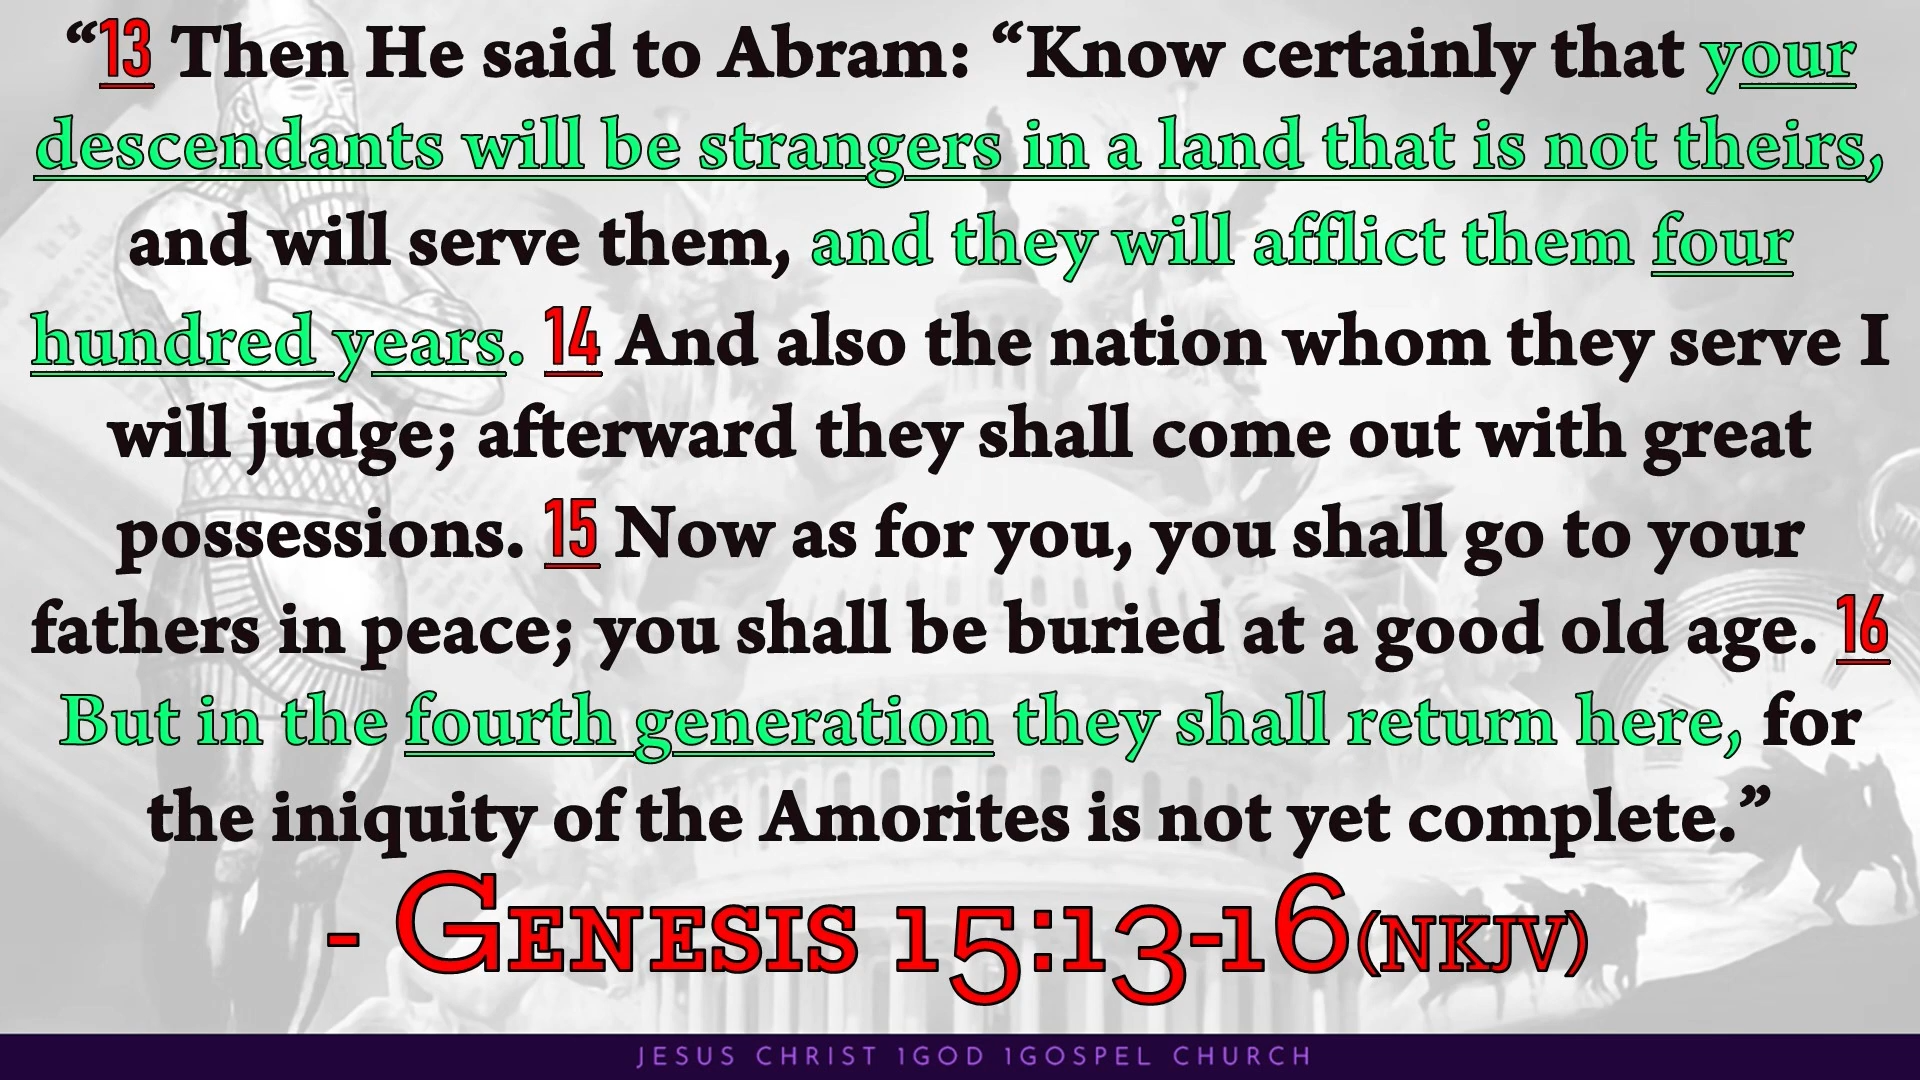 “13 Then He said to Abram: “Know certainly that your
descendants will be strangers in a land that is not theirs,
and will serve them, and they will afflict them four
hundred years. 14 And also the nation whom they serve I
will judge; afterward they shall come out with great
possessions. 15 Now as for you, you shall go to your
fathers in peace; you shall be buried at a good old age. 16
But in the fourth generation they shall return here, for
the iniquity of the Amorites is not yet complete.”
- Genesis 15:13-16(NKJV)
JESUS CHRIST 1GOD 1GOSPEL CHURCH